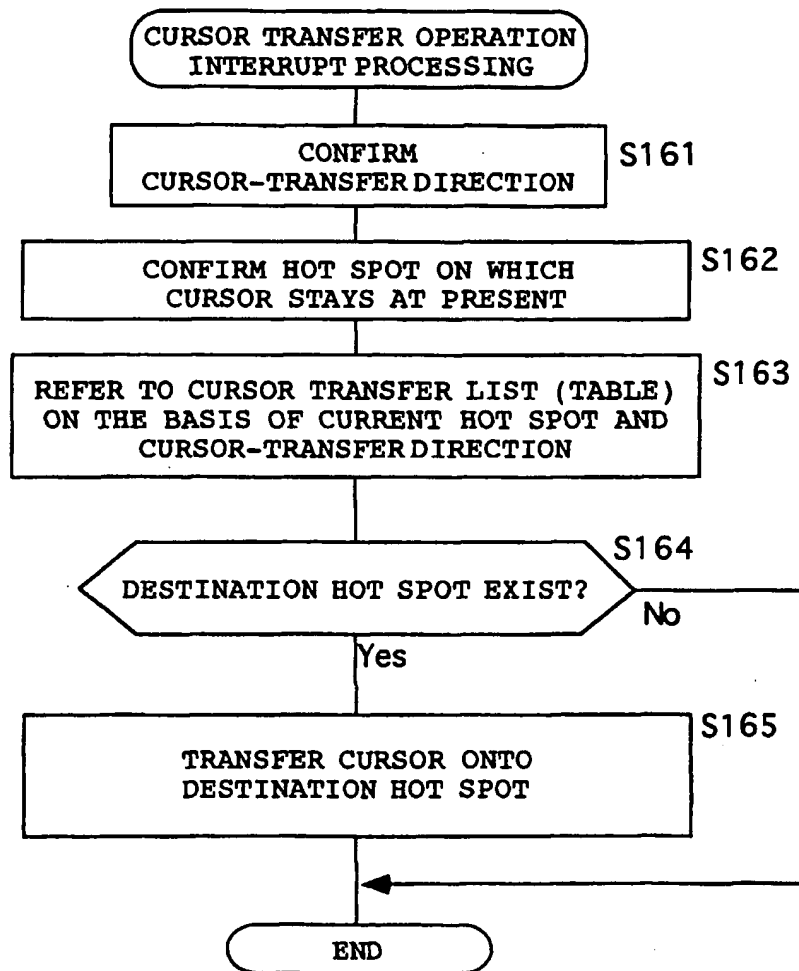 CURSOR TRANSFER OPERATION
INTERRUPT PROCESSING
CONFIRM
CURSOR-TRANSFER DIRECTION
S161
CONFIRM HOT SPOT ON WHICH
CURSOR STAYS AT PRESENT
S162
REFER TO CURSOR TRANSFER LIST (TABLE)
ON THE BASIS OF CURRENT HOT SPOT AND
CURSOR-TRANSFER DIRECTION
S163
DESTINATION HOT SPOT EXIST?
S164
No
Yes
TRANSFER CURSOR ONTO
DESTINATION HOT SPOT
S165
END